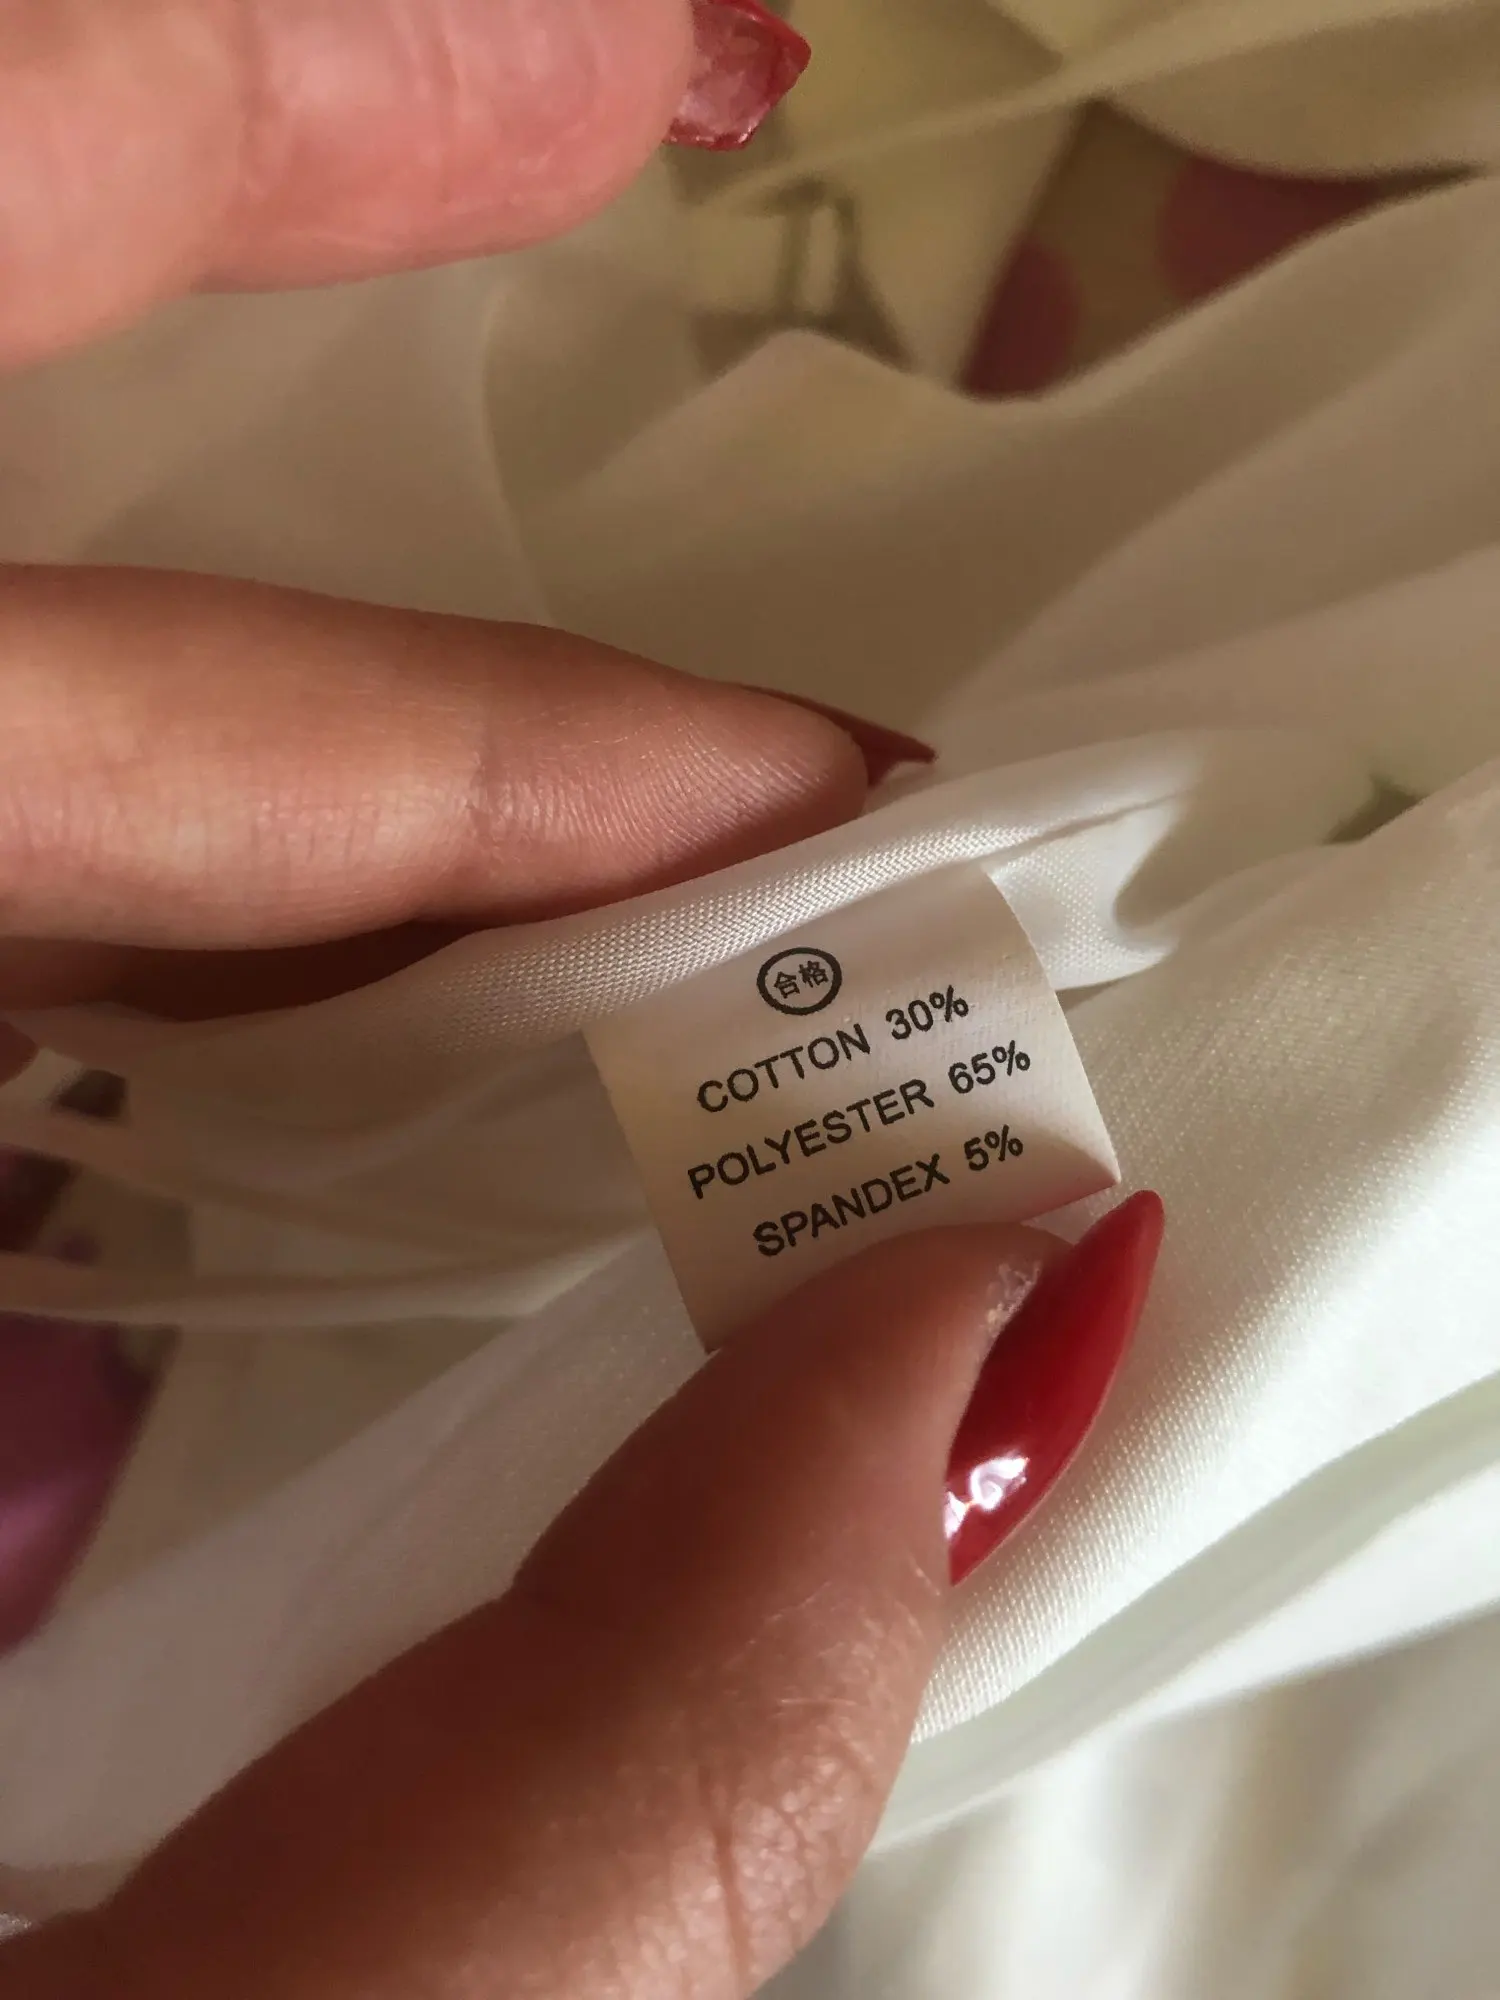 合格
COTTON 30%
POLYESTER 65%
SPANDEX 5%